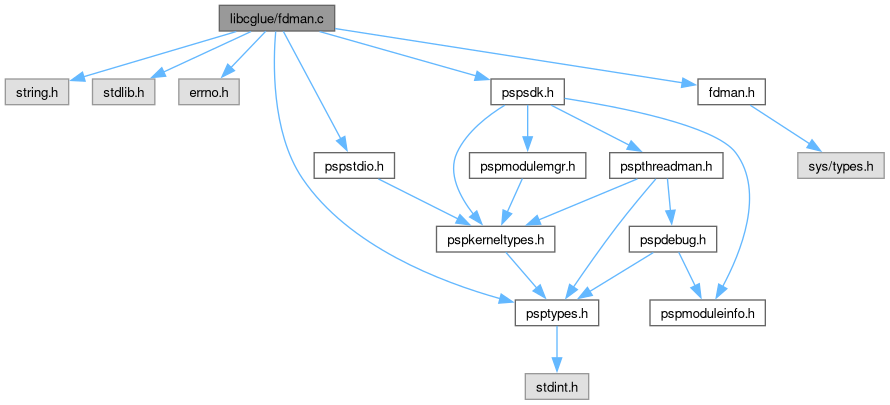 libcglue/fdman.c
string.h
stdlib.h
errno.h
pspsdk.h
fdman.h
pspstdio.h
pspmodulemgr.h
pspthreadman.h
sys/types.h
pspkerneltypes.h
pspdebug.h
psptypes.h
pspmoduleinfo.h
stdint.h